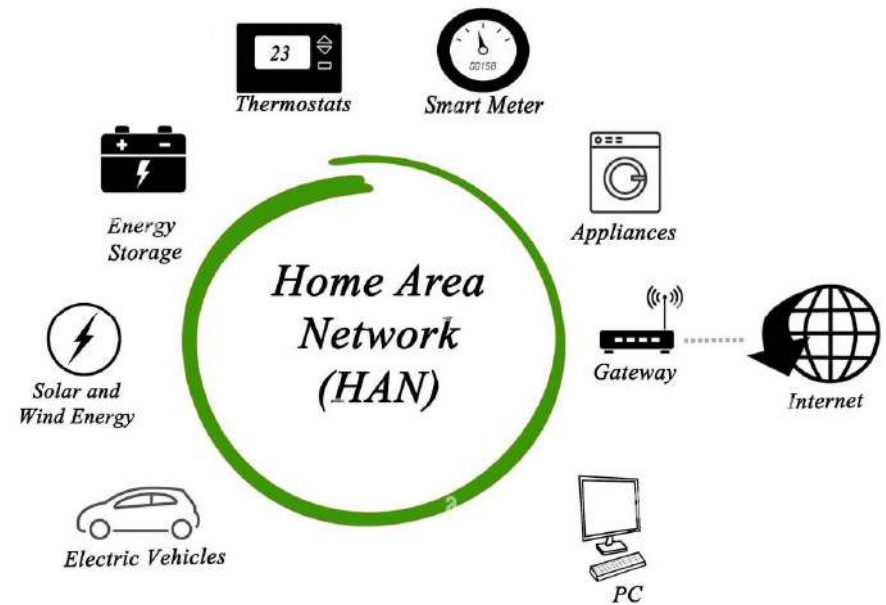 23
00158
Thermostats
Smart Meter
Energy
Storage
Appliances
Home Area
Network
(HAN)
Gateway
Internet
Solar and
Wind Energy
Electric Vehicles
a
PC